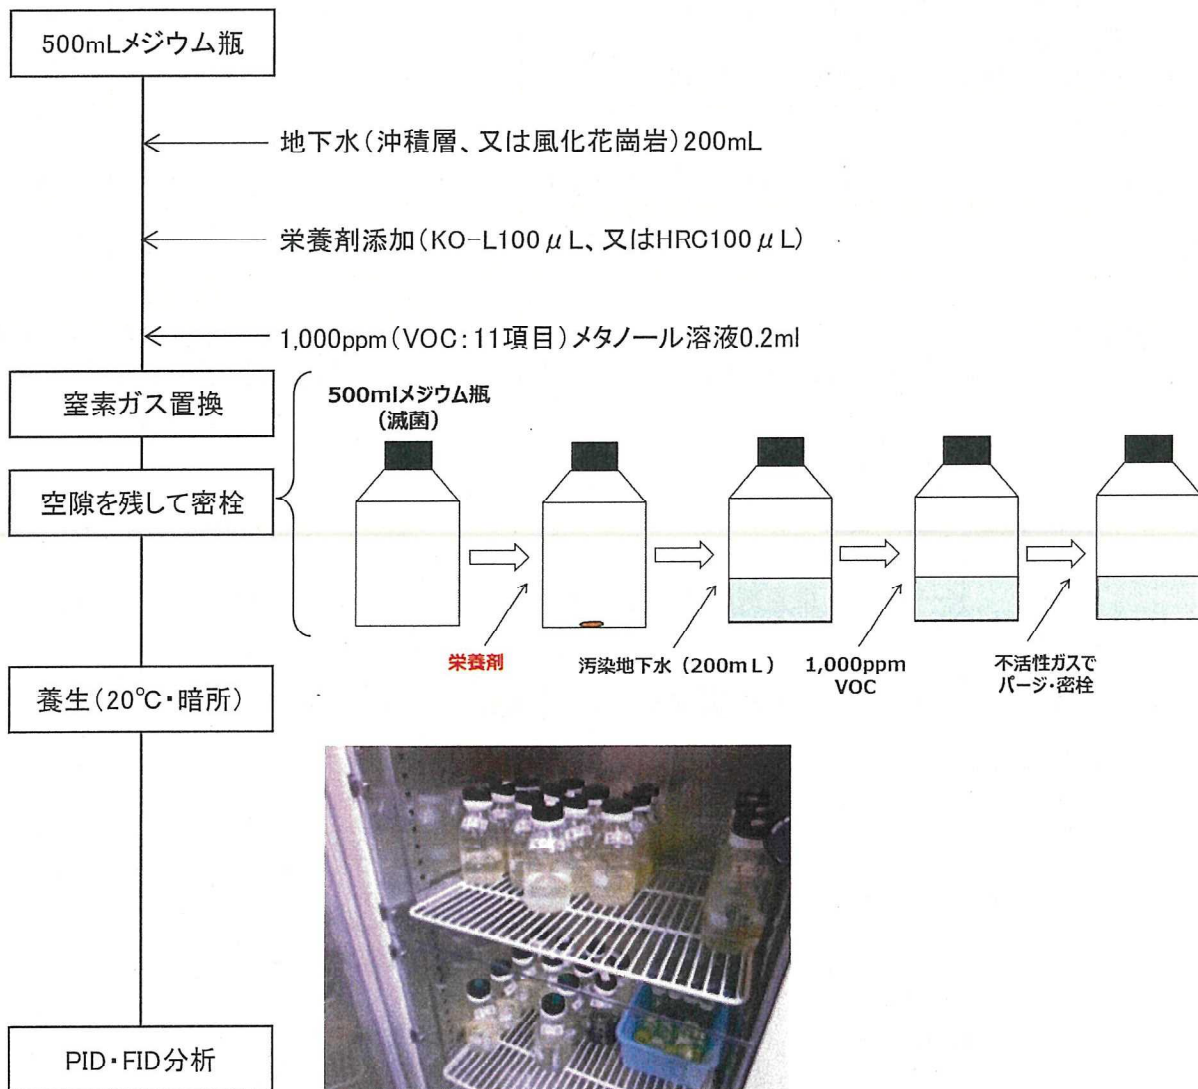 500mLメジウム瓶
地下水(沖積層、又は風化花崗岩)200mL
栄養剤添加(KO-L100μL、又はHRC100μL)
1,000ppm(VOC:11項目)メタノール溶液0.2ml
窒素ガス置換
空隙を残して密栓
500mlメジウム瓶
(滅菌)
栄養剤
汚染地下水(200mL)
1,000ppm
VOC
不活性ガスで
パージ・密栓
養生(20℃・暗所)
PID・FID分析